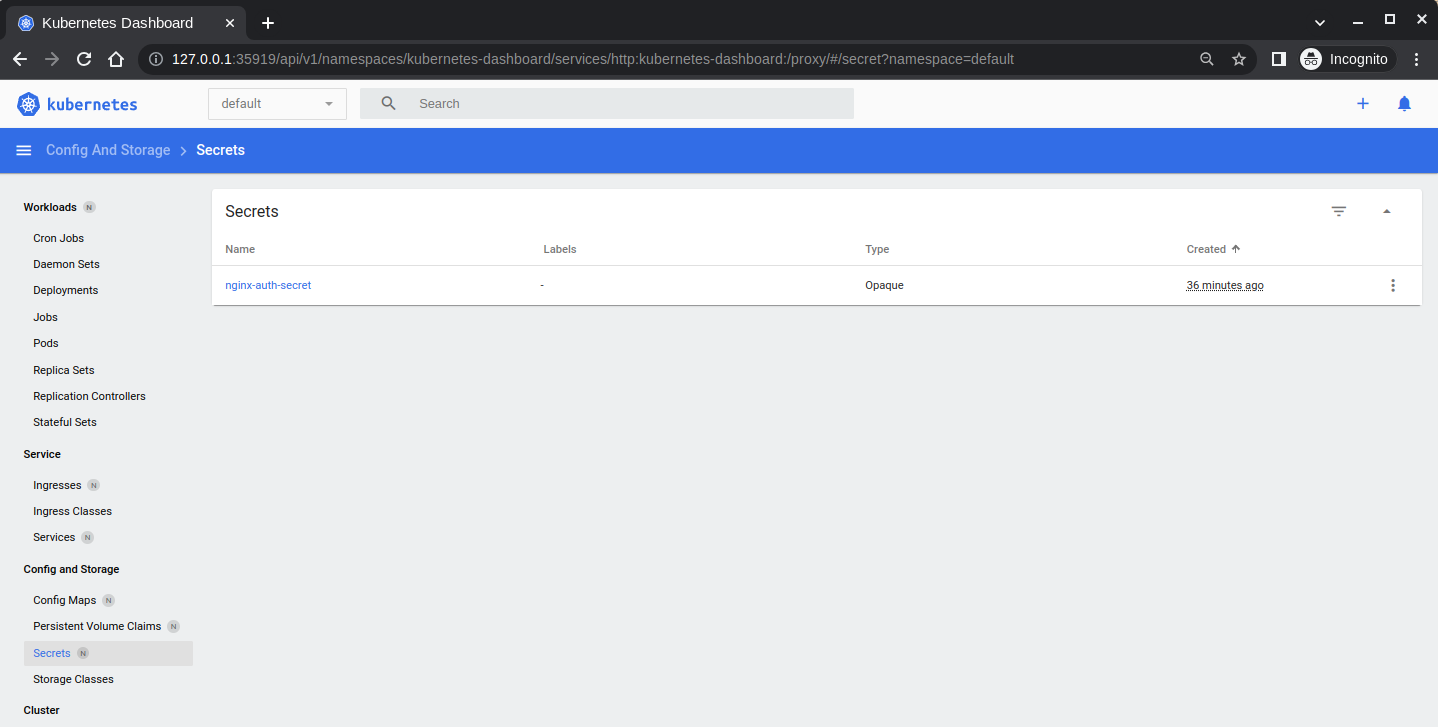 Kubernetes Dashboard
127.0.0.1:35919/api/v1/namespaces/kubernetes-dashboard/services/http:kubernetes-dashboard:/proxy/#/secret?namespace=default
Incognito
kubernetes
default
Search
Config And Storage
Secrets
Workloads N
Cron Jobs
Daemon Sets
Deployments
Jobs
Pods
Replica Sets
Replication Controllers
Stateful Sets
Service
Ingresses N
Ingress Classes
Services N
Config and Storage
Config Maps N
Persistent Volume Claims N
Secrets N
Storage Classes
Cluster
Secrets
Name Labels Type Created
nginx-auth-secret - Opaque 36 minutes ago